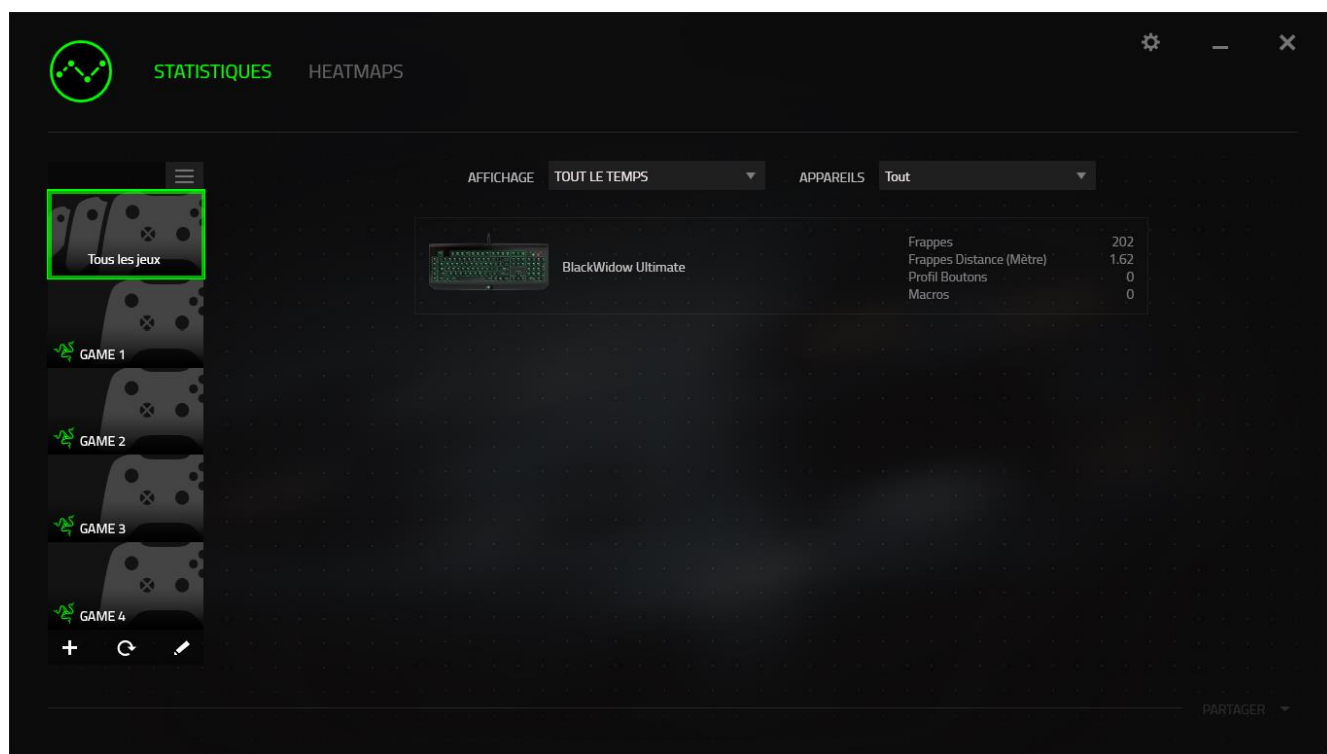 STATISTIQUES HEATMAPS
AFFICHAGE TOUT LE TEMPS APPAREILS Tout
Tous les jeux
BlackWidow Ultimate
Frappes 202
Frappes Distance (Mètre) 1.62
Profil Boutons 0
Macros 0
GAME 1
GAME 2
GAME 3
GAME 4
PARTAGER